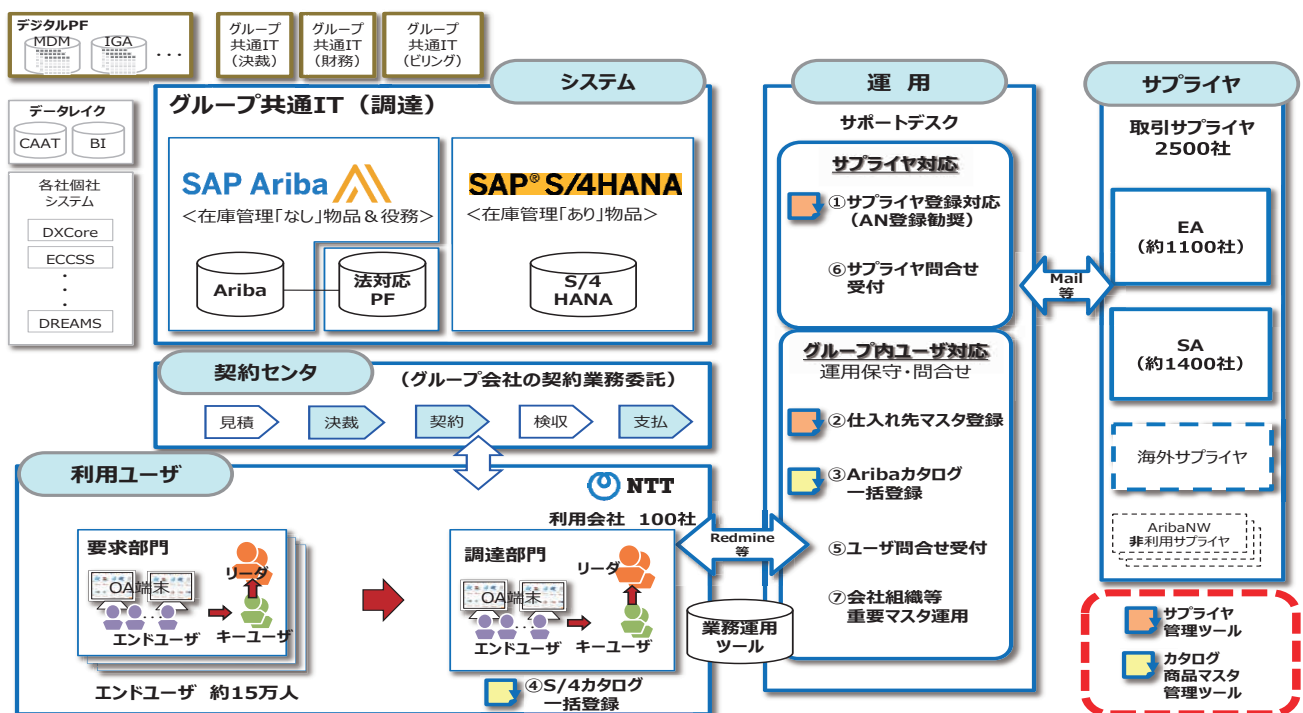 デジタルPF
MDM
IGA
･･･
グループ
共通IT
（決裁）
グループ
共通IT
（財務）
グループ
共通IT
（ビリング）
データレイク
CAAT
BI
各社個社
システム
DXCore
ECCSS
・
・
・
DREAMS
システム
グループ共通IT（調達）
SAP Ariba
＜在庫管理｢なし｣物品＆役務＞
Ariba
法対応
PF
SAP® S/4HANA
＜在庫管理｢あり｣物品＞
S/4
HANA
契約センタ
（グループ会社の契約業務委託）
見積
決裁
契約
検収
支払
利用ユーザ
NTT
利用会社 100社
要求部門
OA端末
リーダ
エンドユーザ
キーユーザ
エンドユーザ 約15万人
調達部門
OA端末
リーダ
エンドユーザ
キーユーザ
④S/4カタログ
一括登録
運 用
サポートデスク
サプライヤ対応
①サプライヤ登録対応
（AN登録勧奨）
⑥サプライヤ問合せ
受付
グループ内ユーザ対応
運用保守・問合せ
②仕入れ先マスタ登録
③Aribaカタログ
一括登録
⑤ユーザ問合せ受付
⑦会社組織等
重要マスタ運用
Redmine
等
業務運用
ツール
Mail
等
サプライヤ
取引サプライヤ
2500社
EA
（約1100社）
SA
（約1400社）
海外サプライヤ
AribaNW
非利用サプライヤ
サプライヤ
管理ツール
カタログ
商品マスタ
管理ツール